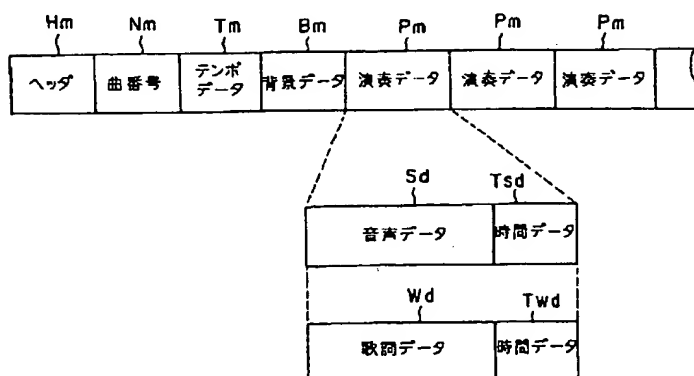 Hm Nm Tm Bm Pm Pm Pm
ヘッダ 曲番号 テンポデータ 背景データ 演奏データ 演奏データ 演奏データ
Sd Tsd
音声データ 時間データ
Wd Twd
歌詞データ 時間データ